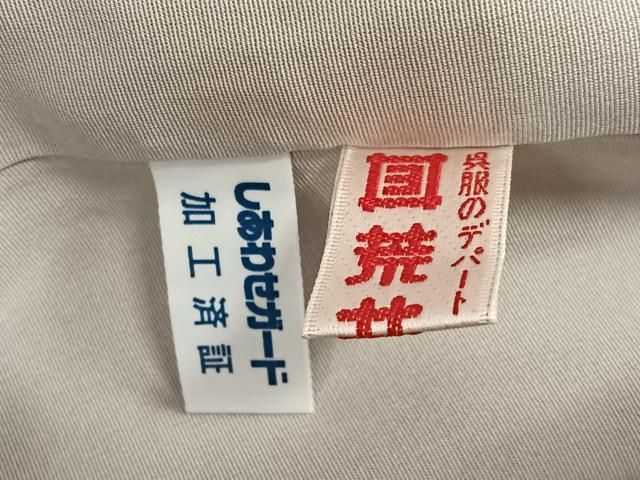 呉服のデパート
しあわせガード
加工済証